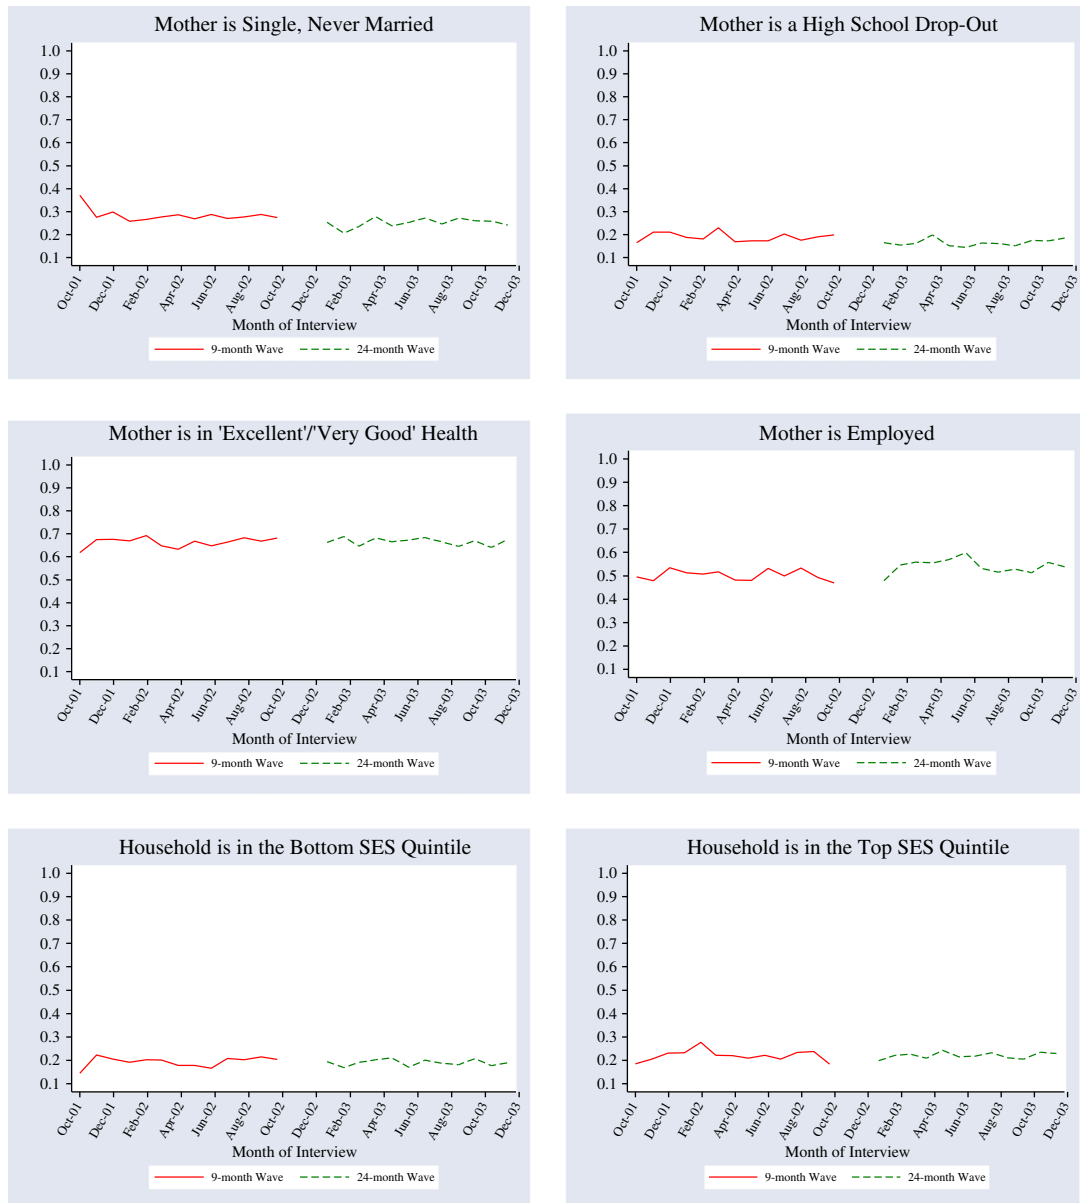 Mother is Single, Never Married
1.0
0.9
0.8
0.7
0.6
0.5
0.4
0.3
0.2
0.1
Oct-01 Dec-01 Feb-02 Apr-02 Jun-02 Aug-02 Oct-02 Dec-02 Feb-03 Apr-03 Jun-03 Aug-03 Oct-03 Dec-03
Month of Interview
9-month Wave 24-month Wave
Mother is a High School Drop-Out
1.0
0.9
0.8
0.7
0.6
0.5
0.4
0.3
0.2
0.1
Oct-01 Dec-01 Feb-02 Apr-02 Jun-02 Aug-02 Oct-02 Dec-02 Feb-03 Apr-03 Jun-03 Aug-03 Oct-03 Dec-03
Month of Interview
9-month Wave 24-month Wave
Mother is in 'Excellent'/'Very Good' Health
1.0
0.9
0.8
0.7
0.6
0.5
0.4
0.3
0.2
0.1
Oct-01 Dec-01 Feb-02 Apr-02 Jun-02 Aug-02 Oct-02 Dec-02 Feb-03 Apr-03 Jun-03 Aug-03 Oct-03 Dec-03
Month of Interview
9-month Wave 24-month Wave
Mother is Employed
1.0
0.9
0.8
0.7
0.6
0.5
0.4
0.3
0.2
0.1
Oct-01 Dec-01 Feb-02 Apr-02 Jun-02 Aug-02 Oct-02 Dec-02 Feb-03 Apr-03 Jun-03 Aug-03 Oct-03 Dec-03
Month of Interview
9-month Wave 24-month Wave
Household is in the Bottom SES Quintile
1.0
0.9
0.8
0.7
0.6
0.5
0.4
0.3
0.2
0.1
Oct-01 Dec-01 Feb-02 Apr-02 Jun-02 Aug-02 Oct-02 Dec-02 Feb-03 Apr-03 Jun-03 Aug-03 Oct-03 Dec-03
Month of Interview
9-month Wave 24-month Wave
Household is in the Top SES Quintile
1.0
0.9
0.8
0.7
0.6
0.5
0.4
0.3
0.2
0.1
Oct-01 Dec-01 Feb-02 Apr-02 Jun-02 Aug-02 Oct-02 Dec-02 Feb-03 Apr-03 Jun-03 Aug-03 Oct-03 Dec-03
Month of Interview
9-month Wave 24-month Wave